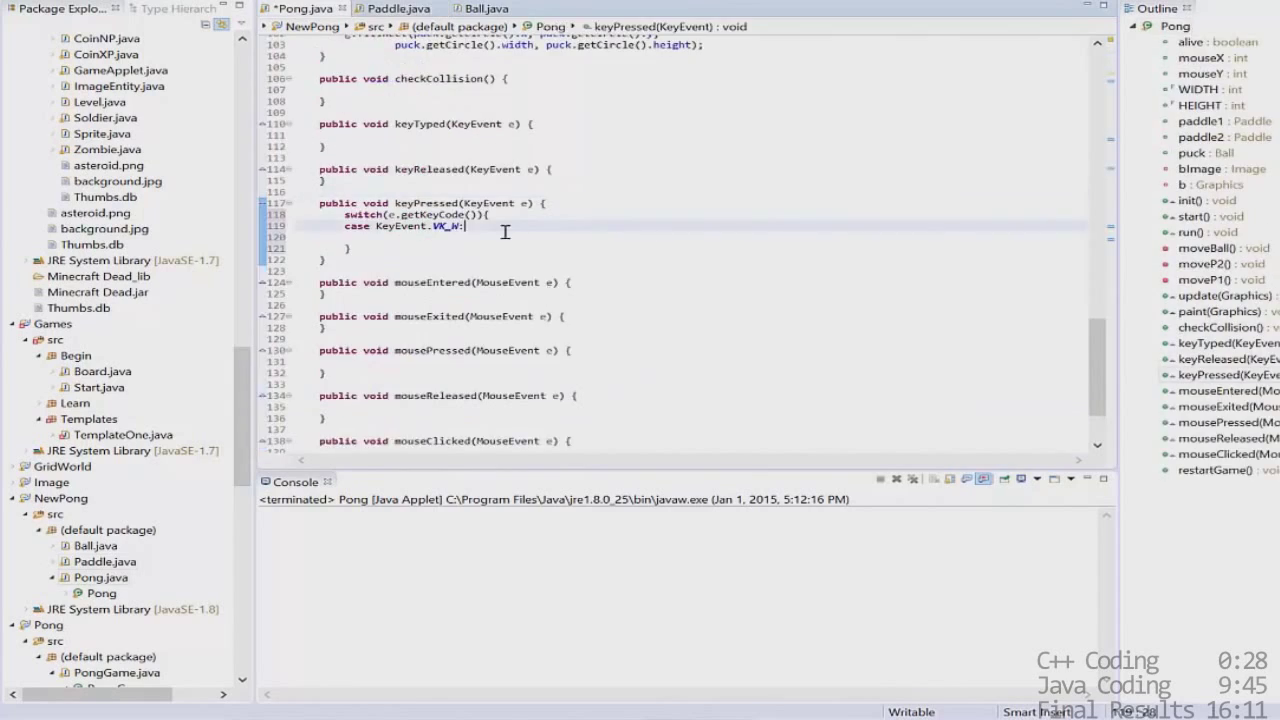 Package Explo...
Type Hierarch
CoinNP.java
CoinXP.java
GameApplet.java
ImageEntity.java
Level.java
Soldier.java
Sprite.java
Zombie.java
asteroid.png
background.jpg
Thumbs.db
asteroid.png
background.jpg
Thumbs.db
JRE System Library [JavaSE-1.7]
Minecraft Dead_lib
Minecraft Dead.jar
Thumbs.db
Games
src
Begin
Board.java
Start.java
Learn
Templates
TemplateOne.java
JRE System Library [JavaSE-1.7]
GridWorld
Image
NewPong
src
(default package)
Ball.java
Paddle.java
Pong.java
Pong
JRE System Library [JavaSE-1.8]
Pong
src
(default package)
PongGame.java
*Pong.java
Paddle.java
Ball.java
NewPong
src
(default package)
Pong
keyPressed(KeyEvent) : void
103 puck.getCircle().width, puck.getCircle().height);
104 }
105
106 public void checkCollision() {
107
108 }
109
110 public void keyTyped(KeyEvent e) {
111
112 }
113
114 public void keyReleased(KeyEvent e) {
115 }
116
117 public void keyPressed(KeyEvent e) {
118 switch(e.getKeyCode()){
119 case KeyEvent.VK_W:
120
121 }
122 }
123
124 public void mouseEntered(MouseEvent e) {
125 }
126
127 public void mouseExited(MouseEvent e) {
128 }
129
130 public void mousePressed(MouseEvent e) {
131
132 }
133
134 public void mouseReleased(MouseEvent e) {
135
136 }
137
138 public void mouseClicked(MouseEvent e) {
Console
<terminated> Pong [Java Applet] C:\Program Files\Java\jre1.8.0_25\bin\javaw.exe (Jan 1, 2015, 5:12:16 PM)
Outline
Pong
alive : boolean
mouseX : int
mouseY : int
WIDTH : int
HEIGHT : int
paddle1 : Paddle
paddle2 : Paddle
puck : Ball
bImage : Image
b : Graphics
init() : void
start() : void
run() : void
moveBall() : void
moveP2() : void
moveP1() : void
update(Graphics)
paint(Graphics) : void
checkCollision() :
keyTyped(KeyEven
keyReleased(KeyE
keyPressed(KeyEve
mouseEntered(Mo
mouseExited(Mou
mousePressed(Mo
mouseReleased(M
mouseClicked(Mou
restartGame() : void
C++ Coding 0:28
Java Coding 9:45
Final Results 16:11
Writable
Smart Insert